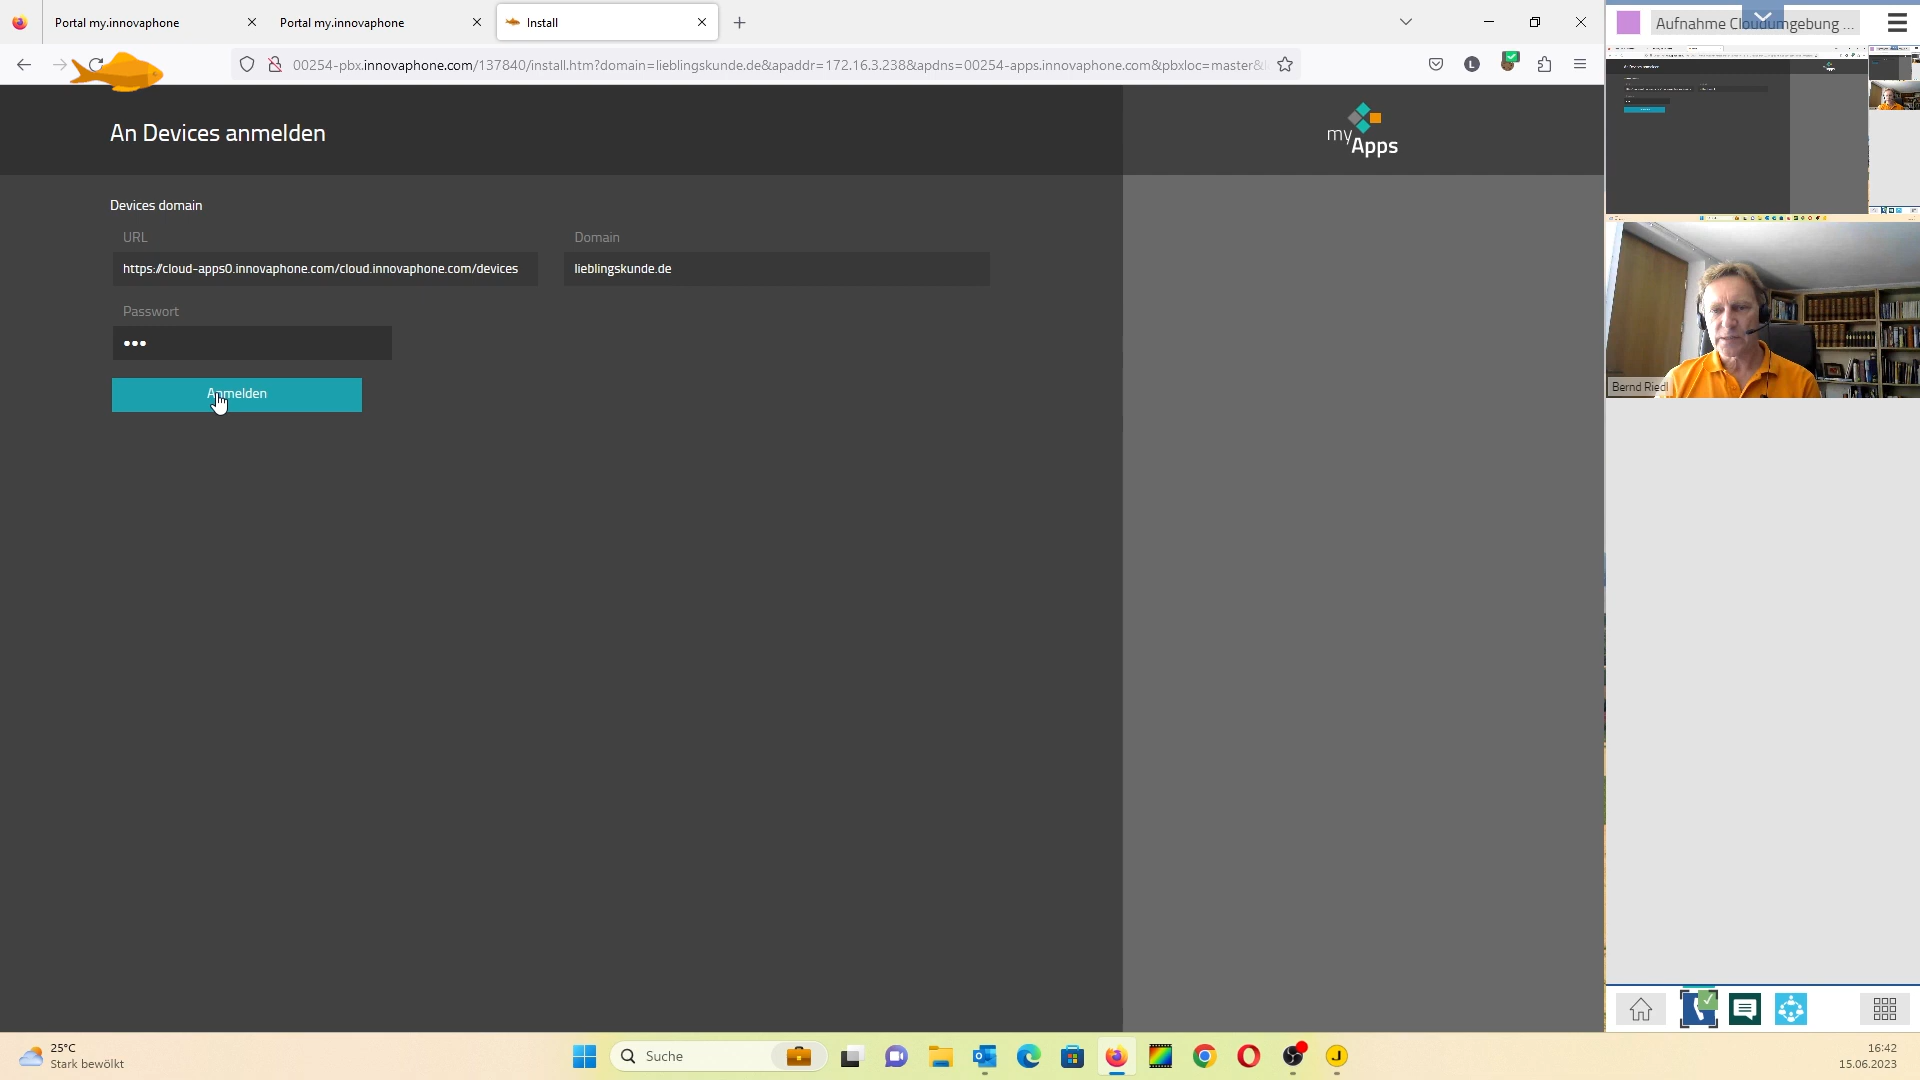 Portal my.innovaphone
Portal my.innovaphone
Install
00254-pbx.innovaphone.com/137840/install.htm?domain=lieblingskunde.de&apaddr=172.16.3.238&apdns=00254-apps.innovaphone.com&pbxloc=master&
L
Aufnahme Cloudumgebung ...
An Devices anmelden
my
Apps
Devices domain
URL
Domain
https://cloud-apps0.innovaphone.com/cloud.innovaphone.com/devices
lieblingskunde.de
Passwort
•••
Anmelden
Bernd Riedl
25°C
Stark bewölkt
Suche
J
16:42
15.06.2023